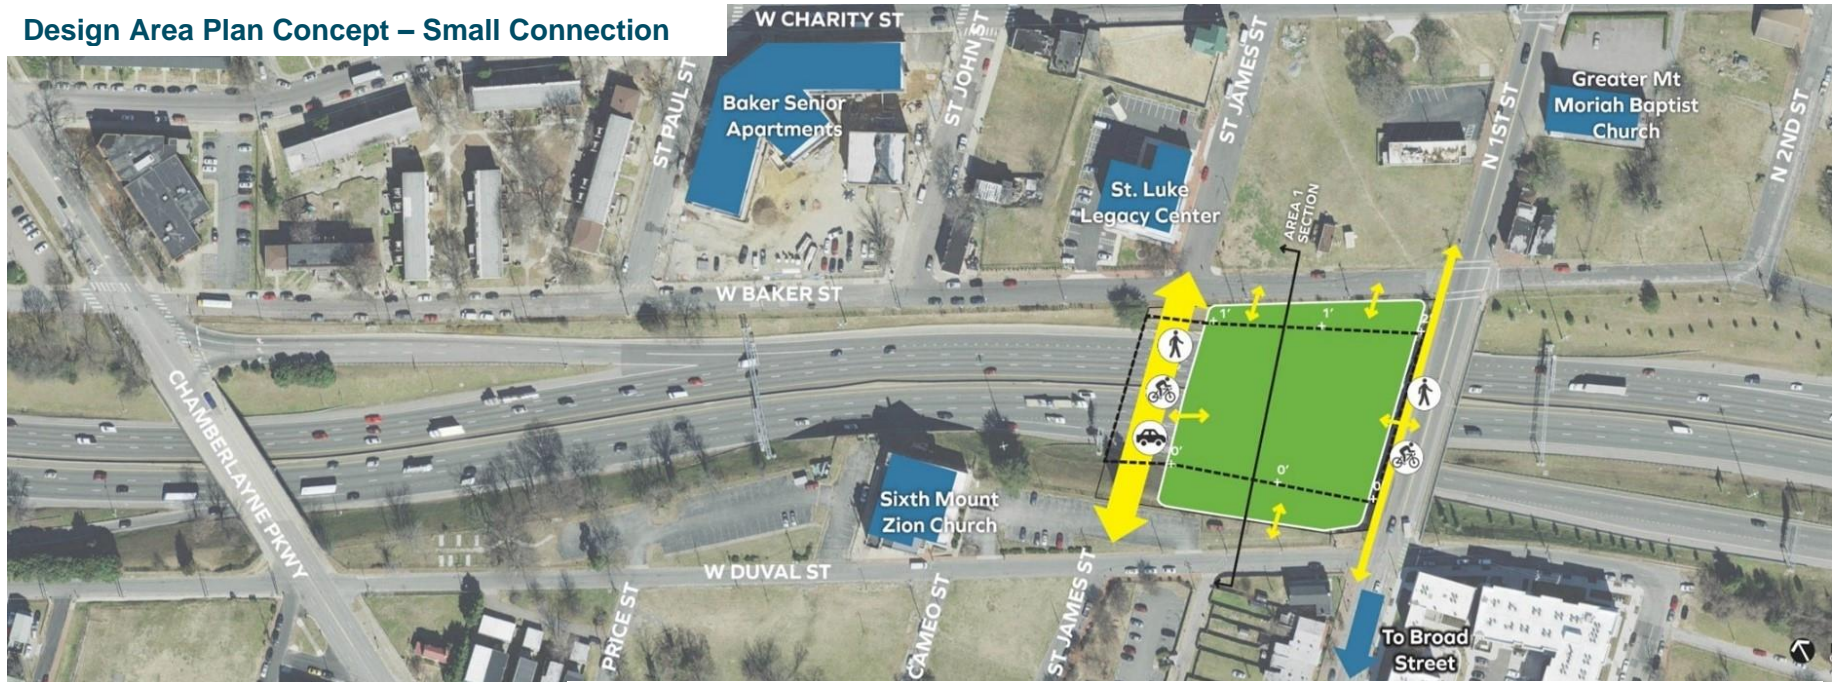 Design Area Plan Concept – Small Connection
W CHARITY ST
ST PAUL ST
ST JOHN ST
ST JAMES ST
N 1ST ST
N 2ND ST
Baker Senior
Apartments
St. Luke
Legacy Center
Greater Mt
Moriah Baptist
Church
AREA 1
SECTION
W BAKER ST
1'
1'
CHAMBERLAYNE PKWY
0'
0'
Sixth Mount
Zion Church
W DUVAL ST
PRICE ST
CAMEO ST
ST JAMES ST
To Broad
Street